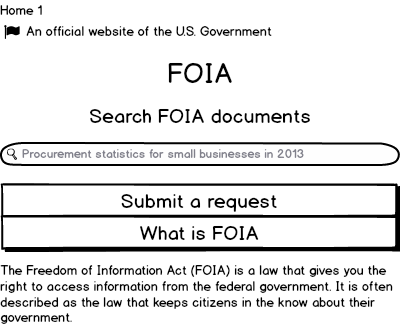 Home 1
An official website of the U.S. Government
FOIA
Search FOIA documents
Procurement statistics for small businesses in 2013
Submit a request
What is FOIA
The Freedom of Information Act (FOIA) is a law that gives you the
right to access information from the federal government. It is often
described as the law that keeps citizens in the know about their
government.